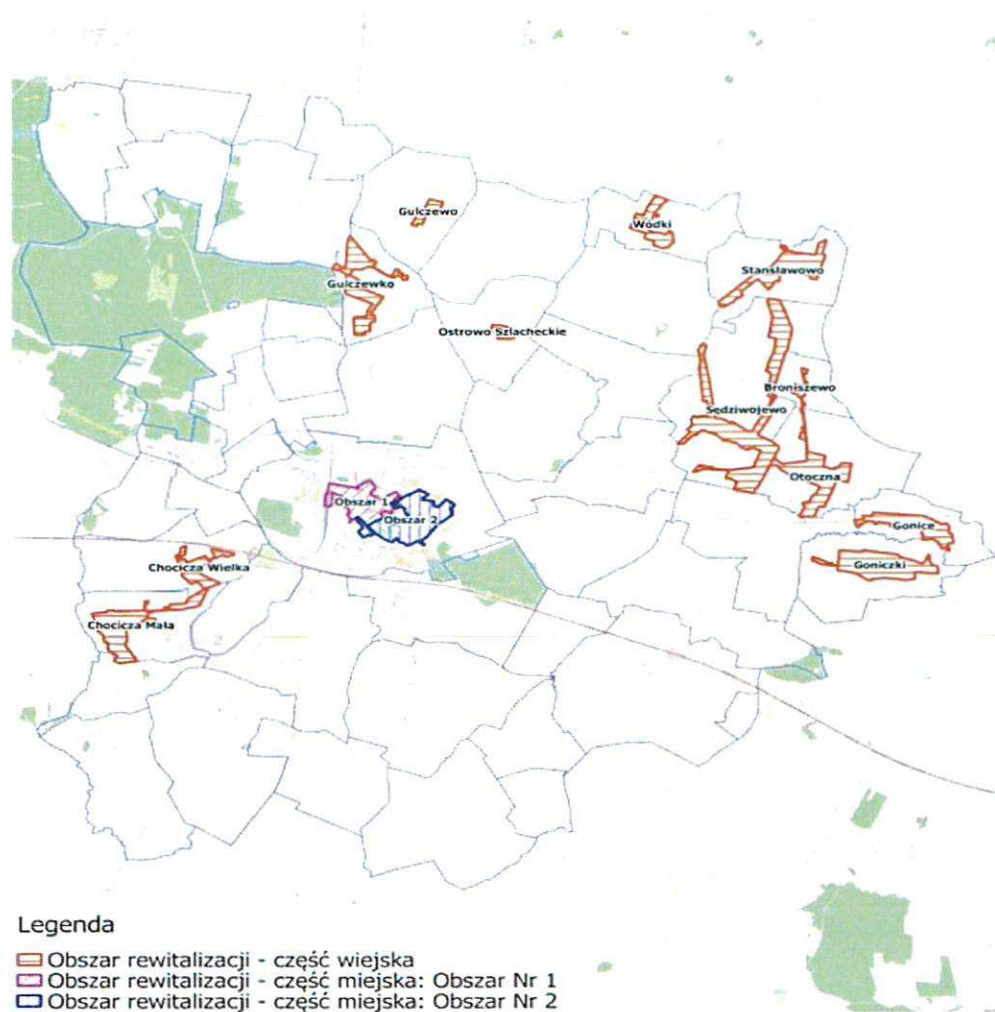 Gulczewo
Wódki
Stanisławowo
Gulczewko
Ostrowo Szlacheckie
Broniszewo
Sędziwojewo
Otoczna
Obszar 1
Obszar 2
Gonice
Goniczki
Chocicza Wielka
Chocicza Mała
2
Legenda
Obszar rewitalizacji - część wiejska
Obszar rewitalizacji - część miejska: Obszar Nr 1
Obszar rewitalizacji - część miejska: Obszar Nr 2